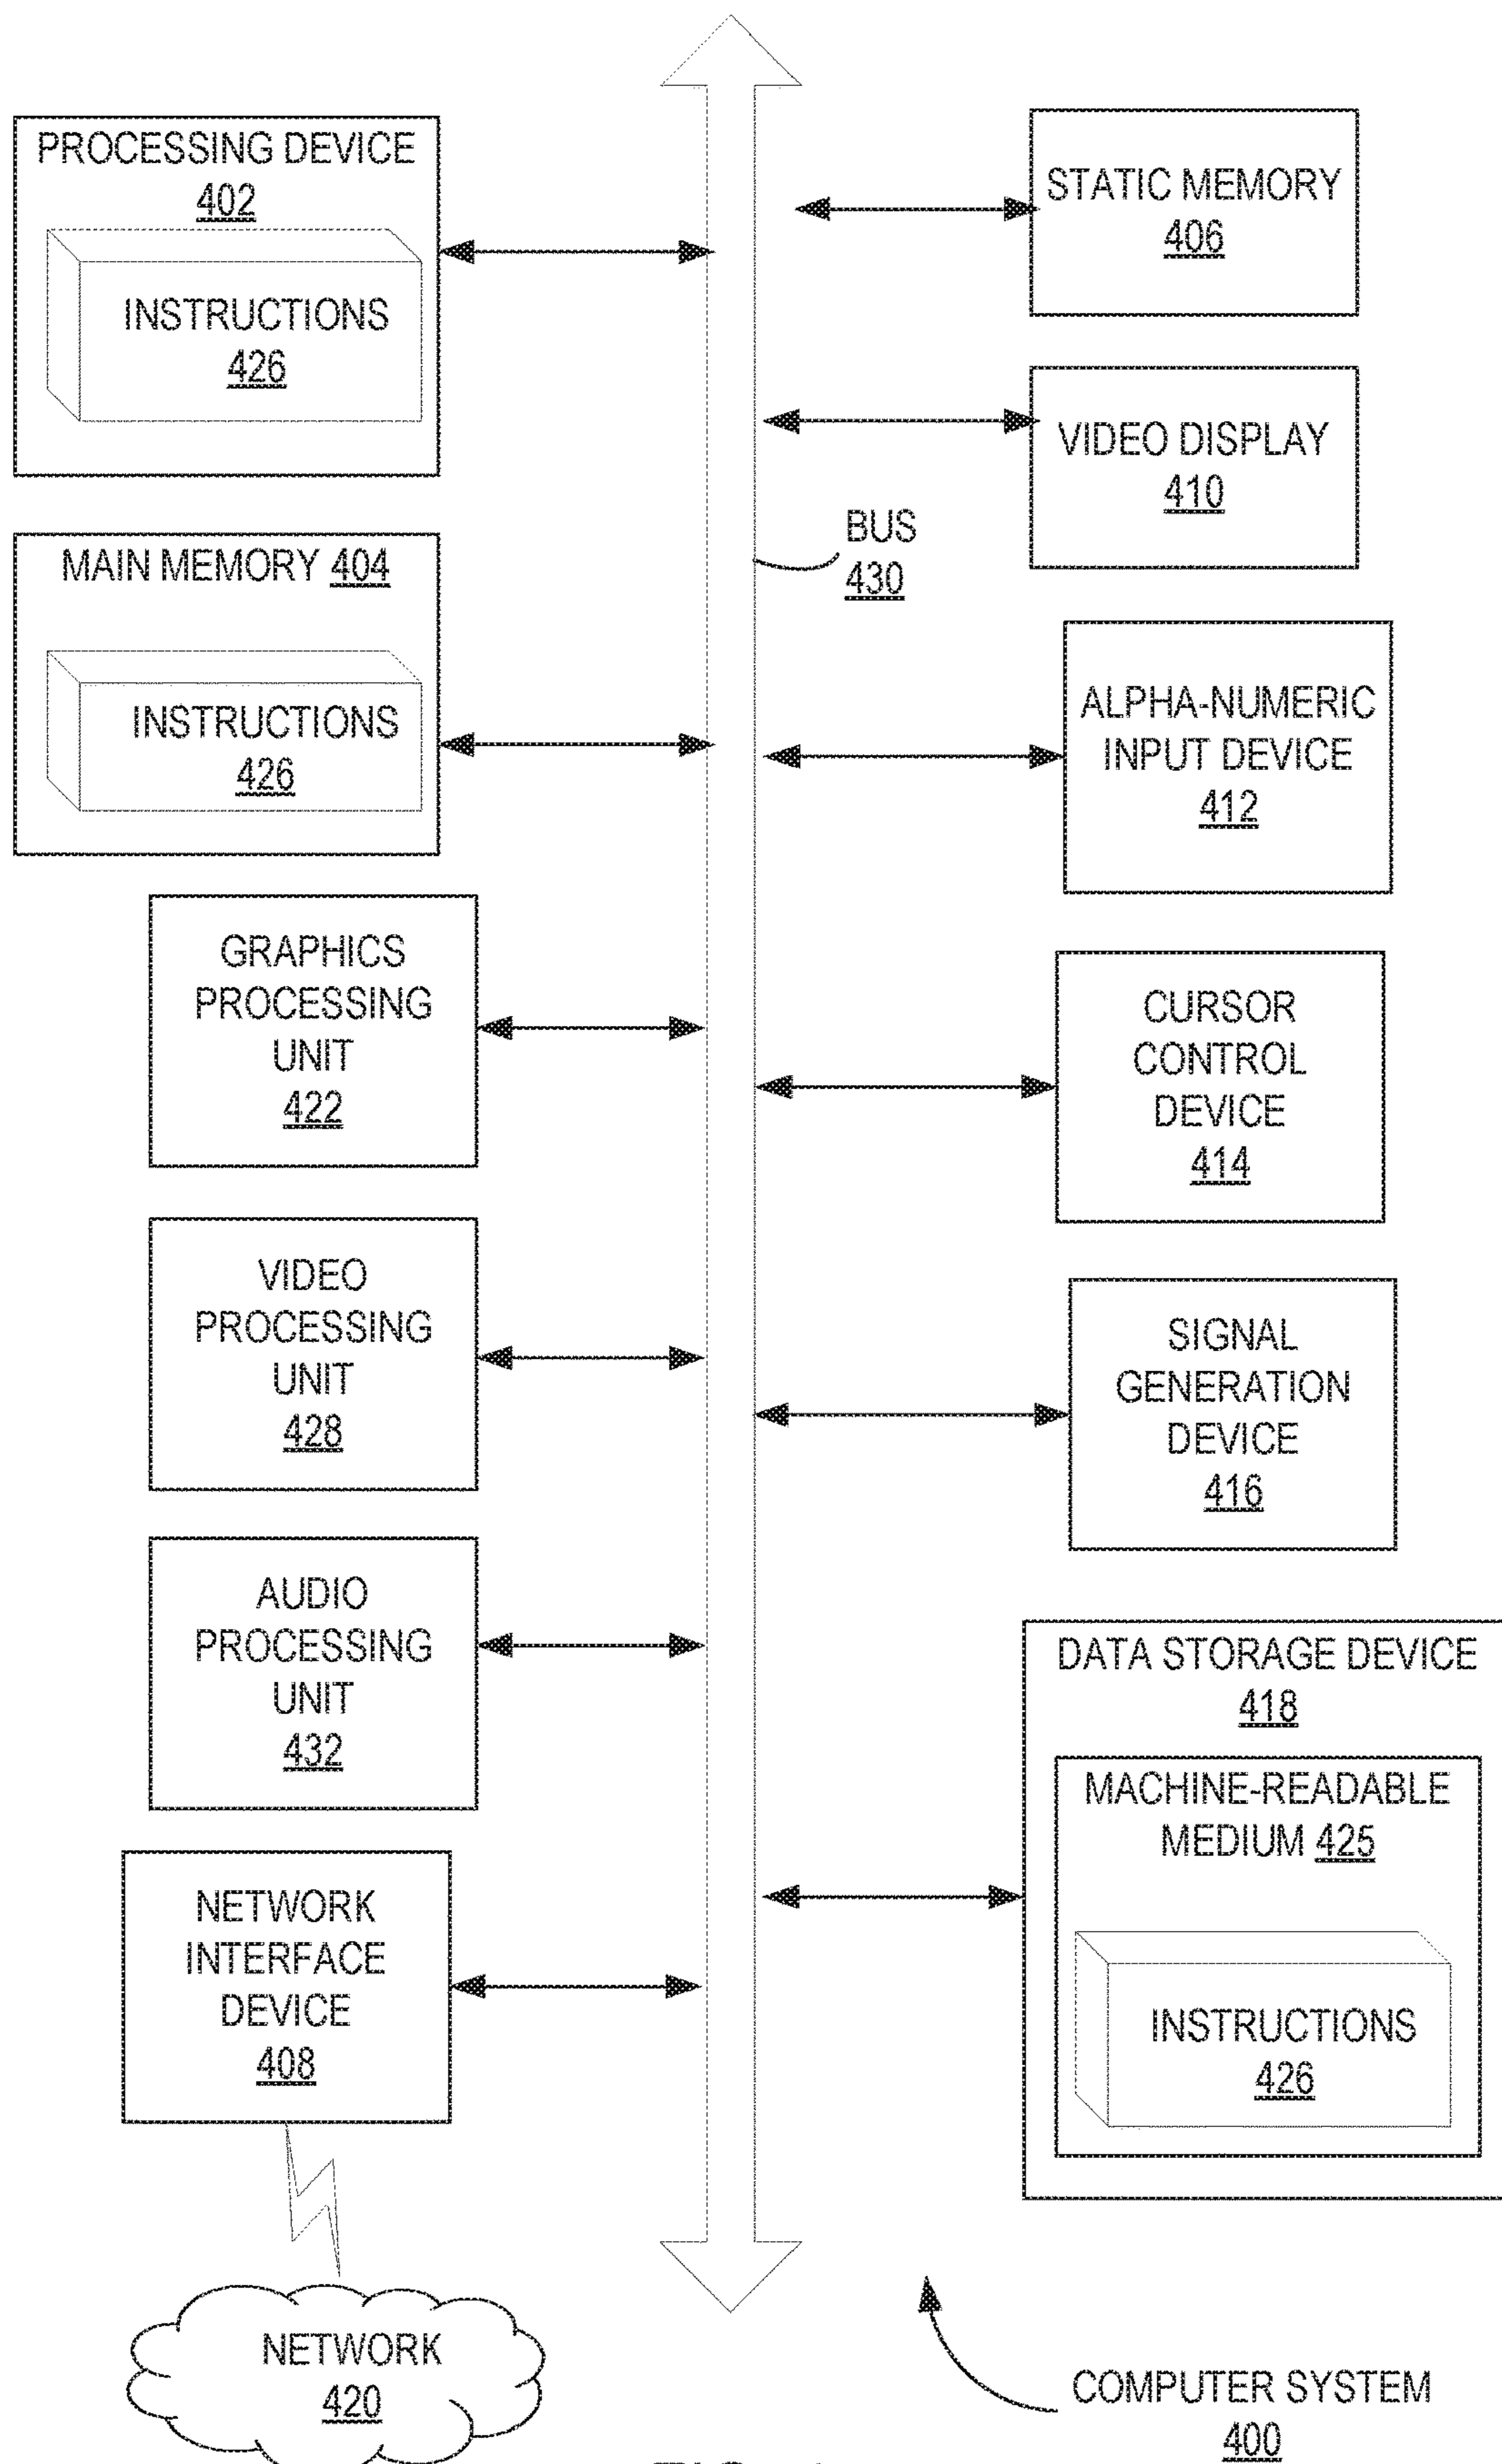 PROCESSING DEVICE
402
INSTRUCTIONS
426
MAIN MEMORY 404
INSTRUCTIONS
426
GRAPHICS
PROCESSING
UNIT
422
VIDEO
PROCESSING
UNIT
428
AUDIO
PROCESSING
UNIT
432
NETWORK
INTERFACE
DEVICE
408
NETWORK
420
BUS
430
STATIC MEMORY
406
VIDEO DISPLAY
410
ALPHA-NUMERIC
INPUT DEVICE
412
CURSOR
CONTROL
DEVICE
414
SIGNAL
GENERATION
DEVICE
416
DATA STORAGE DEVICE
418
MACHINE-READABLE
MEDIUM 425
INSTRUCTIONS
426
COMPUTER SYSTEM
400